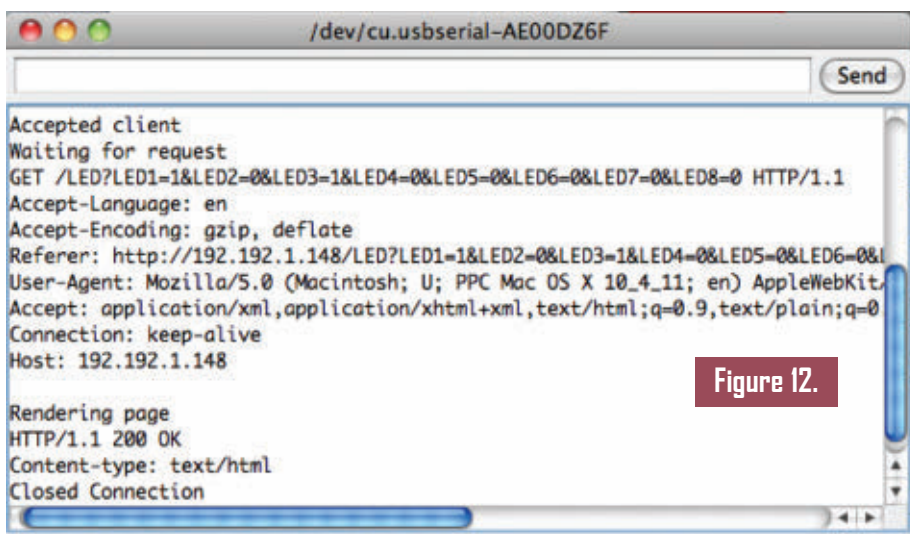 /dev/cu.usbserial-AE00DZ6F
Send
Accepted client
Waiting for request
GET /LED?LED1=1&LED2=0&LED3=1&LED4=0&LED5=0&LED6=0&LED7=0&LED8=0 HTTP/1.1
Accept-Language: en
Accept-Encoding: gzip, deflate
Referer: http://192.192.1.148/LED?LED1=1&LED2=0&LED3=1&LED4=0&LED5=0&LED6=0&L
User-Agent: Mozilla/5.0 (Macintosh; U; PPC Mac OS X 10_4_11; en) AppleWebKit/
Accept: application/xml,application/xhtml+xml,text/html;q=0.9,text/plain;q=0
Connection: keep-alive
Host: 192.192.1.148
Figure 12.
Rendering page
HTTP/1.1 200 OK
Content-type: text/html
Closed Connection